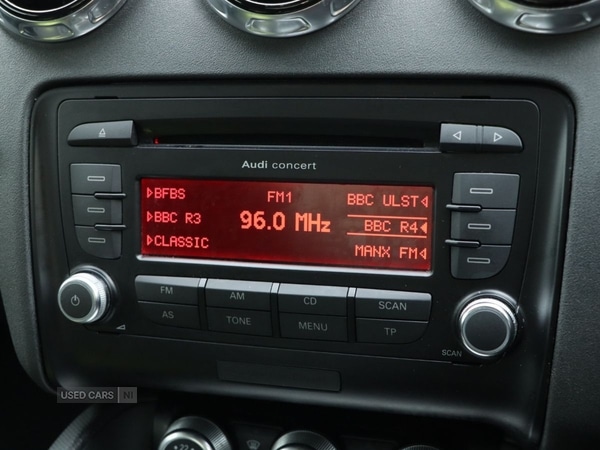 Audi concert
BFBS FM1 BBC ULST
BBC R3 96.0 MHz BBC R4
CLASSIC MANX FM
FM AM CD SCAN
AS TONE MENU TP
SCAN
USED CARS NI